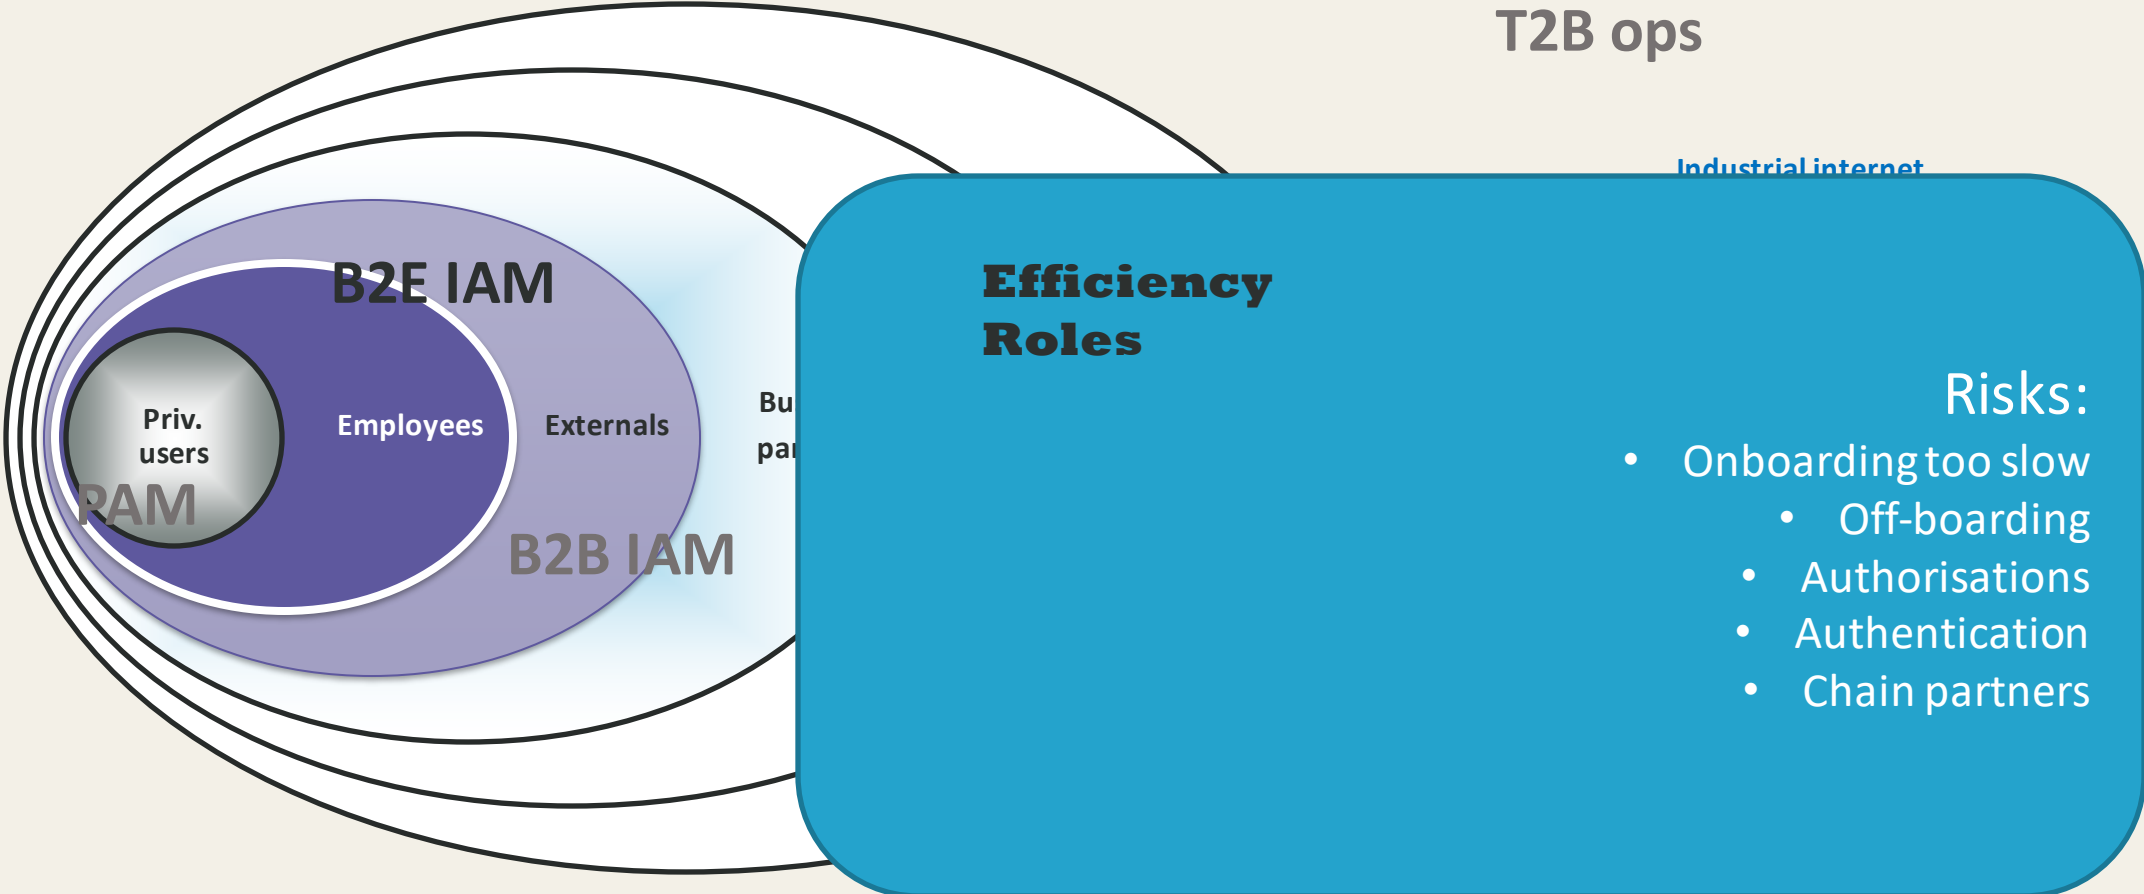 T2B ops
Industrial internet
B2E IAM
Efficiency
Roles
Priv.
users
Employees
Externals
Bu
PAM
B2B IAM
Risks:
• Onboarding too slow
• Off-boarding
• Authorisations
• Authentication
• Chain partners